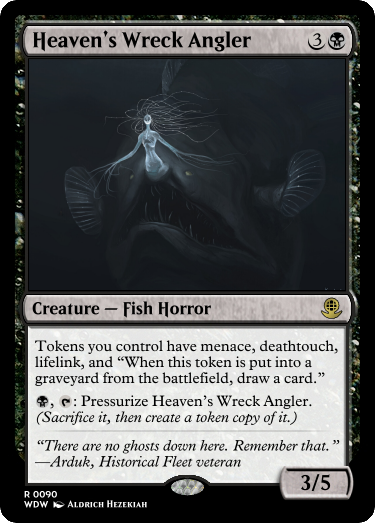 Heaven's Wreck Angler 3
Creature — Fish Horror
Tokens you control have menace, deathtouch,
lifelink, and “When this token is put into a
graveyard from the battlefield, draw a card.”
, : Pressurize Heaven's Wreck Angler.
(Sacrifice it, then create a token copy of it.)
“There are no ghosts down here. Remember that.”
—Arduk, Historical Fleet veteran
3/5
R 0090
WDW Aldrich Hezekiah